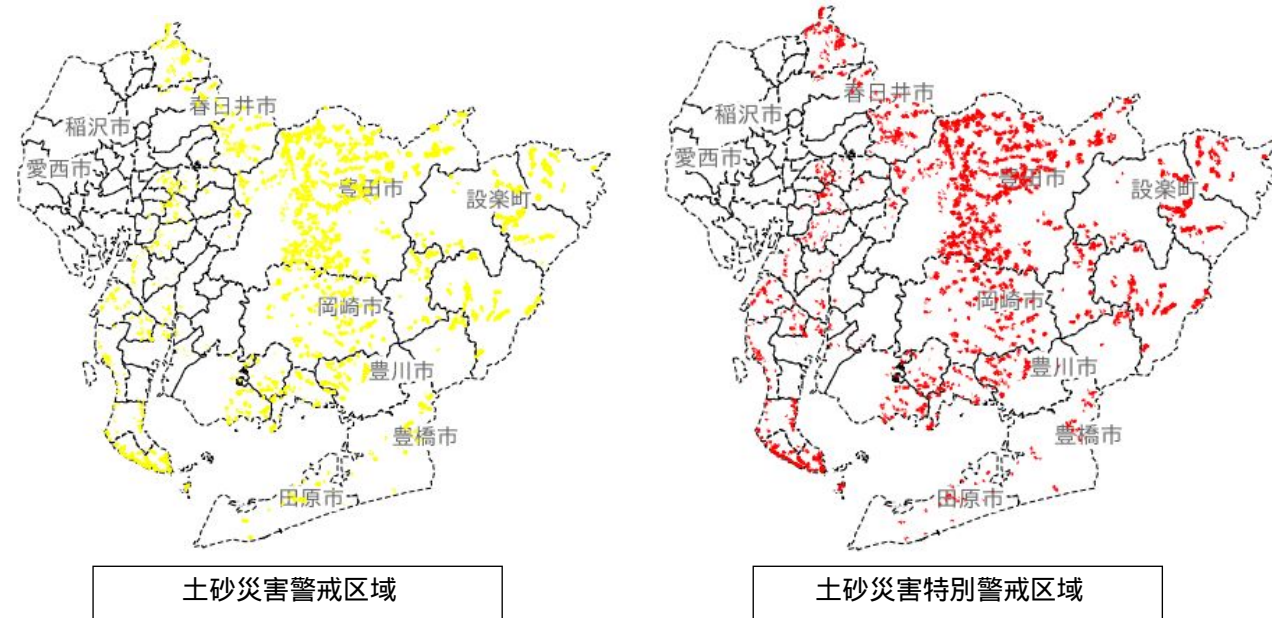 春日井市
稲沢市
愛西市
豊田市
設楽町
岡崎市
豊川市
豊橋市
田原市
土砂災害警戒区域
春日井市
稲沢市
愛西市
豊田市
設楽町
岡崎市
豊川市
豊橋市
田原市
土砂災害特別警戒区域